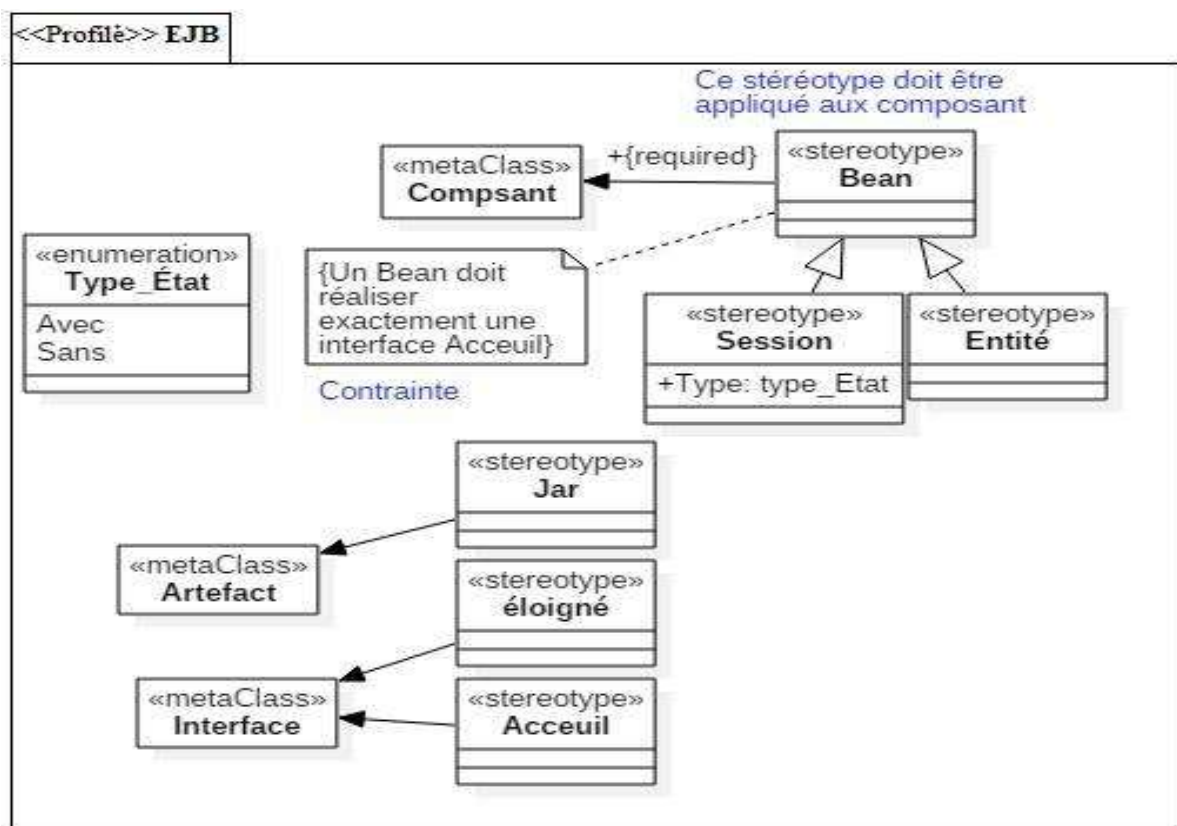 <<Profilé>> EJB
Ce stéréotype doit être
appliqué aux composant
«metaClass»
Compsant
+{required}
«stereotype»
Bean
«enumeration»
Type_État
Avec
Sans
{Un Bean doit
réaliser
exactement une
interface Acceuil}
Contrainte
«stereotype»
Session
+Type: type_Etat
«stereotype»
Entité
«stereotype»
Jar
«metaClass»
Artefact
«stereotype»
éloigné
«metaClass»
Interface
«stereotype»
Acceuil